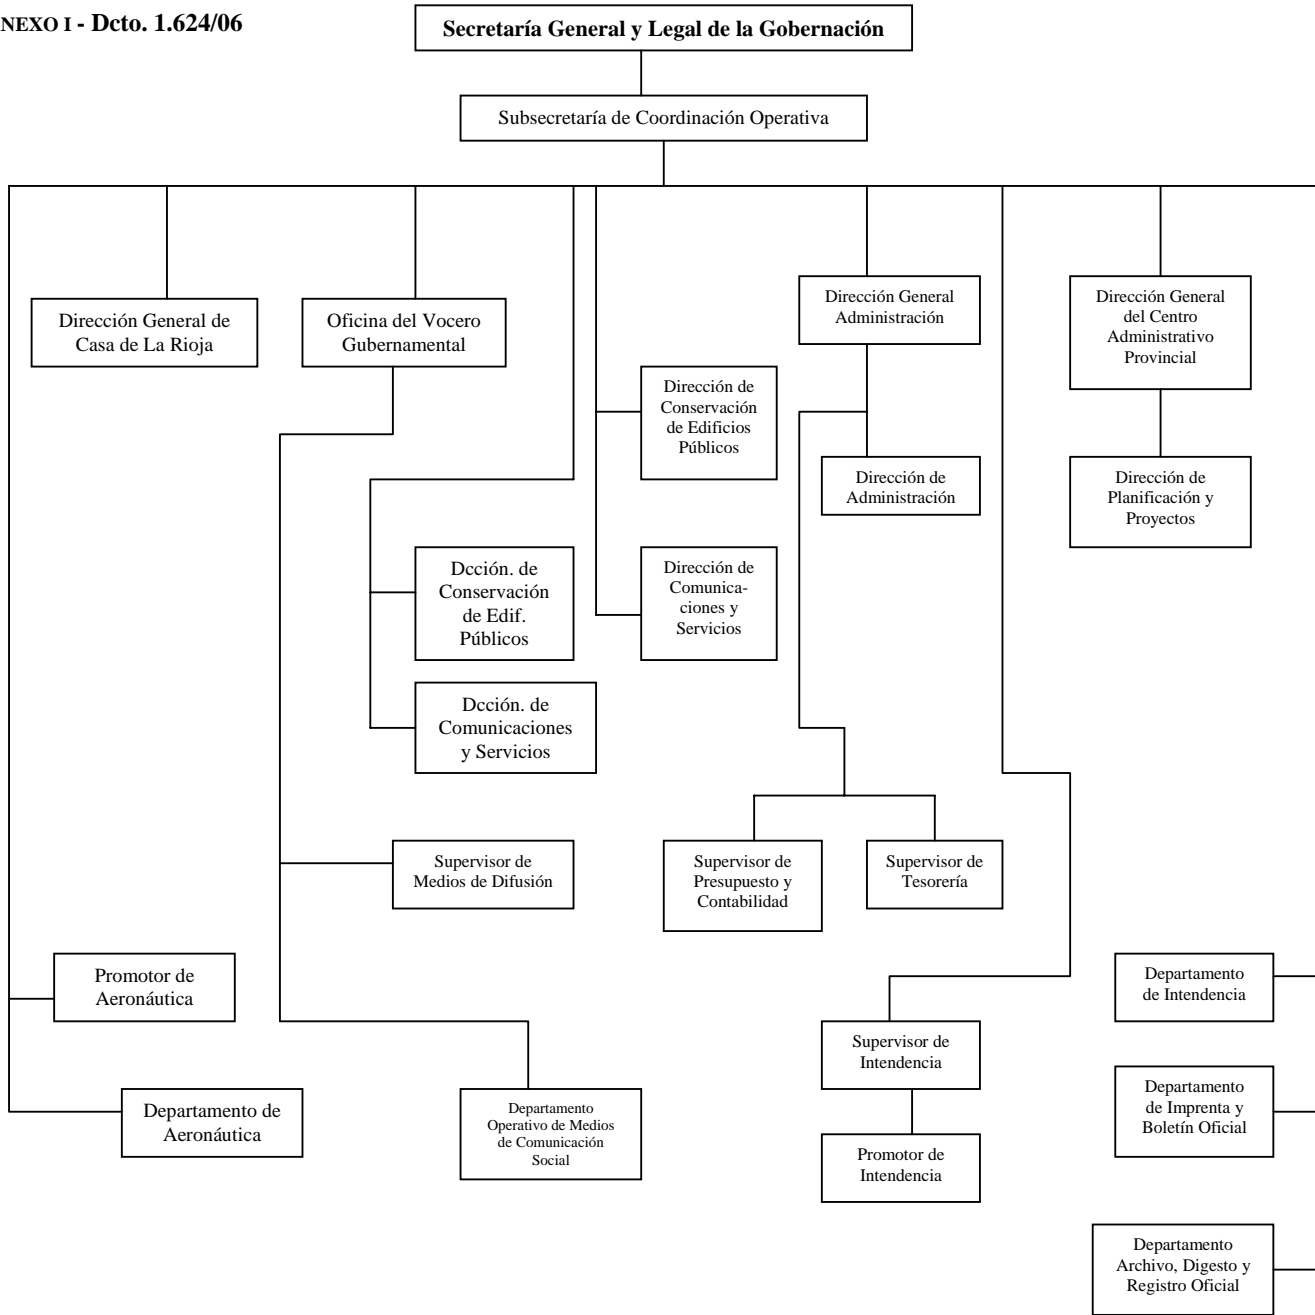 NEXO I - Dcto. 1.624/06
Secretaría General y Legal de la Gobernación
Subsecretaría de Coordinación Operativa
Dirección General de
Casa de La Rioja
Oficina del Vocero
Gubernamental
Dirección General
Administración
Dirección General
del Centro
Administrativo
Provincial
Dirección de
Conservación
de Edificios
Públicos
Dirección de
Administración
Dirección de
Planificación y
Proyectos
Dcción. de
Conservación
de Edif.
Públicos
Dirección de
Comunica-
ciones y
Servicios
Dcción. de
Comunicaciones
y Servicios
Supervisor de
Medios de Difusión
Supervisor de
Presupuesto y
Contabilidad
Supervisor de
Tesorería
Promotor de
Aeronáutica
Departamento
de Intendencia
Supervisor de
Intendencia
Departamento de
Aeronáutica
Departamento
Operativo de Medios
de Comunicación
Social
Departamento
de Imprenta y
Boletín Oficial
Promotor de
Intendencia
Departamento
Archivo, Digesto y
Registro Oficial